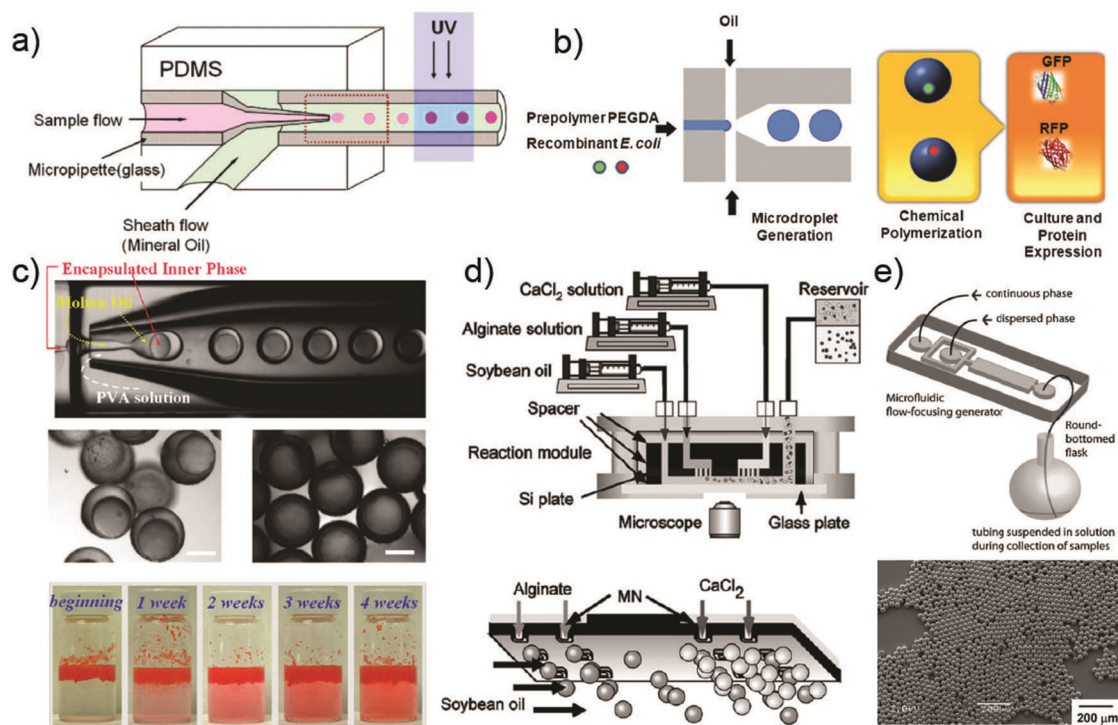 a)
PDMS
UV
Sample flow
Micropipette(glass)
Sheath flow
(Mineral Oil)
b)
Oil
Prepolymer PEGDA
Recombinant E. coli
Microdroplet
Generation
Chemical
Polymerization
GFP
RFP
Culture and
Protein
Expression
c)
Encapsulated Inner Phase
Molten Oil
PVA solution
beginning
1 week
2 weeks
3 weeks
4 weeks
d)
CaCl2 solution
Alginate solution
Soybean oil
Reservoir
Spacer
Reaction module
Si plate
Microscope
Glass plate
Alginate
MN
CaCl2
Soybean oil
e)
continuous phase
dispersed phase
Microfluidic
flow-focusing generator
Round-
bottomed
flask
tubing suspended in solution
during collection of samples
200 µm